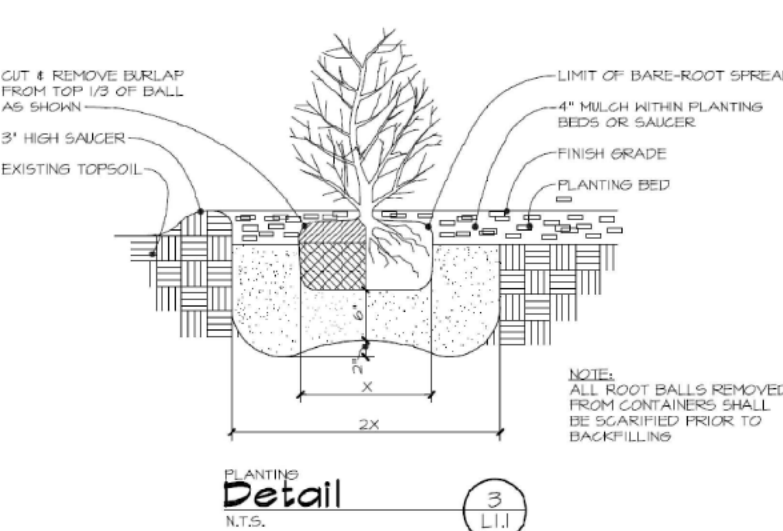 CUT & REMOVE BURLAP
FROM TOP 1/3 OF BALL
AS SHOWN
3" HIGH SAUCER
EXISTING TOPSOIL
LIMIT OF BARE-ROOT SPREAD
4" MULCH WITHIN PLANTING
BEDS OR SAUCER
FINISH GRADE
PLANTING BED
6"
2"
X
2X
NOTE:
ALL ROOT BALLS REMOVED
FROM CONTAINERS SHALL
BE SCARIFIED PRIOR TO
BACKFILLING
PLANTING
Detail
N.T.S.
3
L1.1